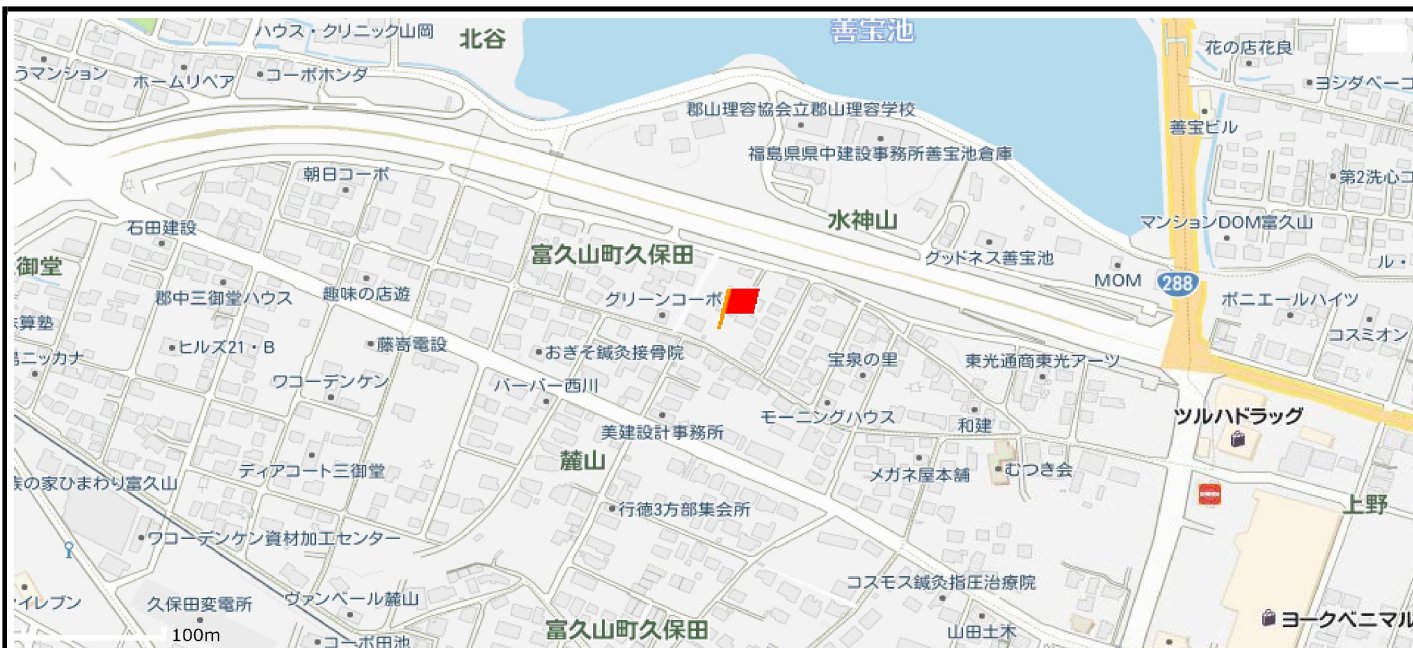 ハウス・クリニック山岡
北谷
善宝池
花の店花良
うマンション
ホームリペア
コーポホンダ
ヨシダベーコ
郡山理容協会立郡山理容学校
善宝ビル
福島県県中建設事務所善宝池倉庫
朝日コーポ
第2洗心コ
石田建設
水神山
マンションDOM富久山
御堂
富久山町久保田
グッドネス善宝池
ル・
MOM
288
郡中三御堂ハウス
趣味の店遊
グリーンコーポ
ボニエールハイツ
算塾
コスミオン
ニッカナ
ヒルズ21・B
藤嵜電設
おぎそ鍼灸接骨院
宝泉の里
東光通商東光アーツ
ワコーデンケン
バーバー西川
モーニングハウス
ツルハドラッグ
美建設計事務所
和建
麓山
ディアコート三御堂
メガネ屋本舗
むつき会
族の家ひまわり富久山
行徳3方部集会所
上野
ワコーデンケン資材加工センター
コスモス鍼灸指圧治療院
イレブン
久保田変電所
ヴァンベール麓山
ヨークベニマル
100m
コーポ田池
富久山町久保田
山田土木